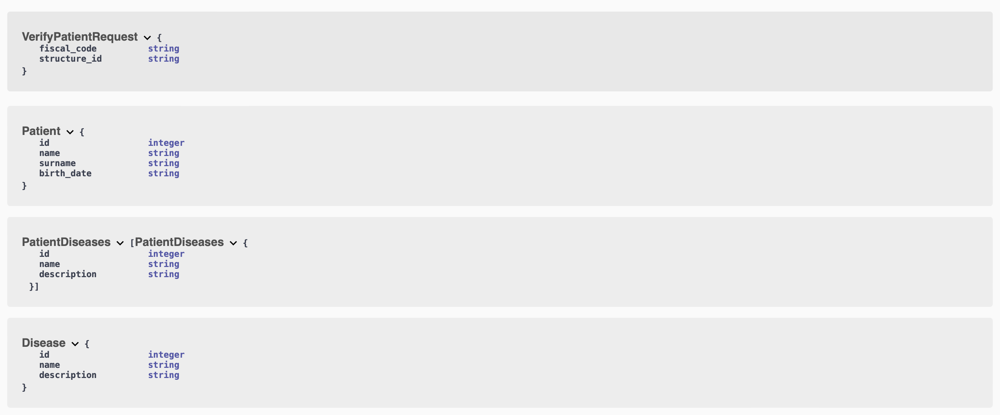 VerifyPatientRequest {
fiscal_code string
structure_id string
}
Patient {
id integer
name string
surname string
birth_date string
}
PatientDiseases [PatientDiseases {
id integer
name string
description string
}]
Disease {
id integer
name string
description string
}